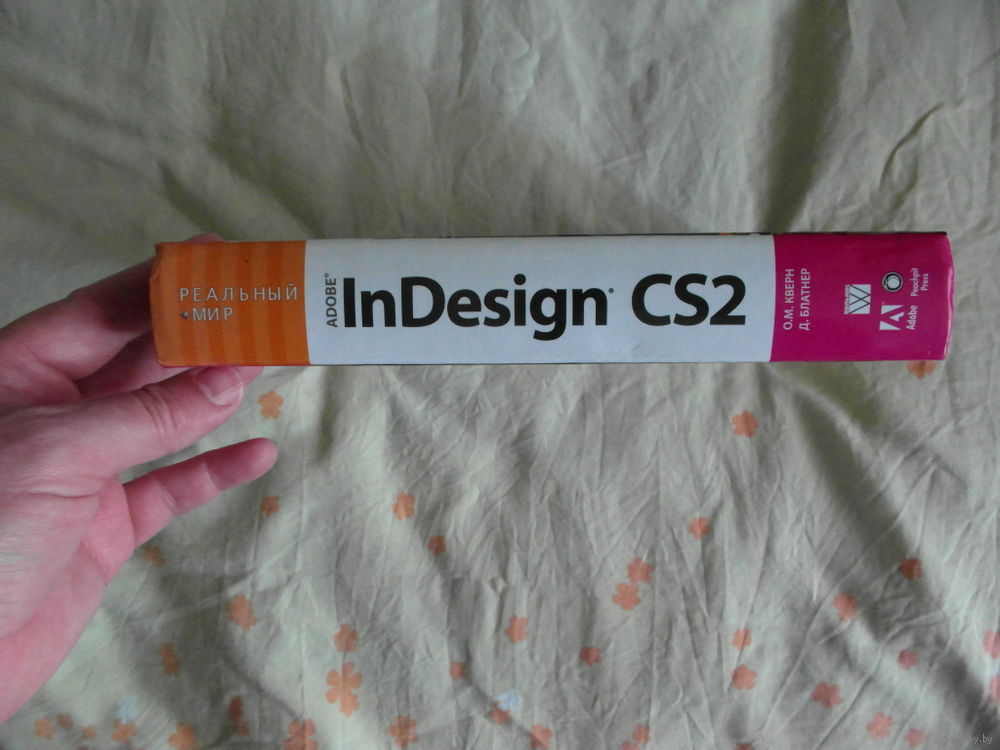 РЕАЛЬНЫЙ
МИР
ADOBE®
InDesign® CS2
О.М. КВЕРН
Д. БЛАТНЕР
Adobe
Peachpit
Press